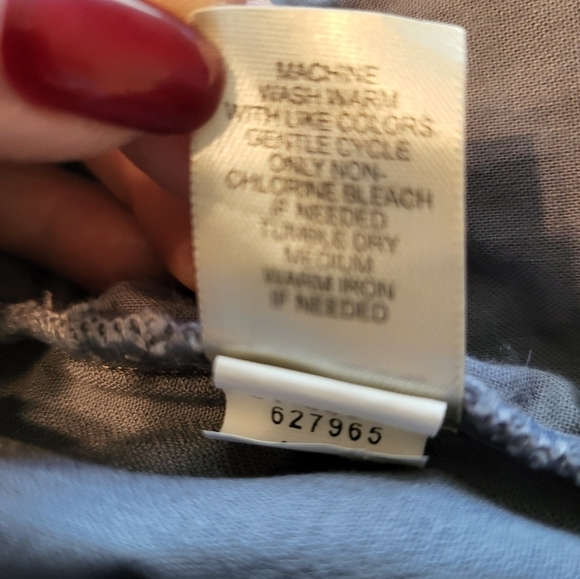 MACHINE
WASH WARM
WITH LIKE COLORS
GENTLE CYCLE
ONLY NON-
CHLORINE BLEACH
IF NEEDED
TUMBLE DRY
MEDIUM
WARM IRON
IF NEEDED
627965